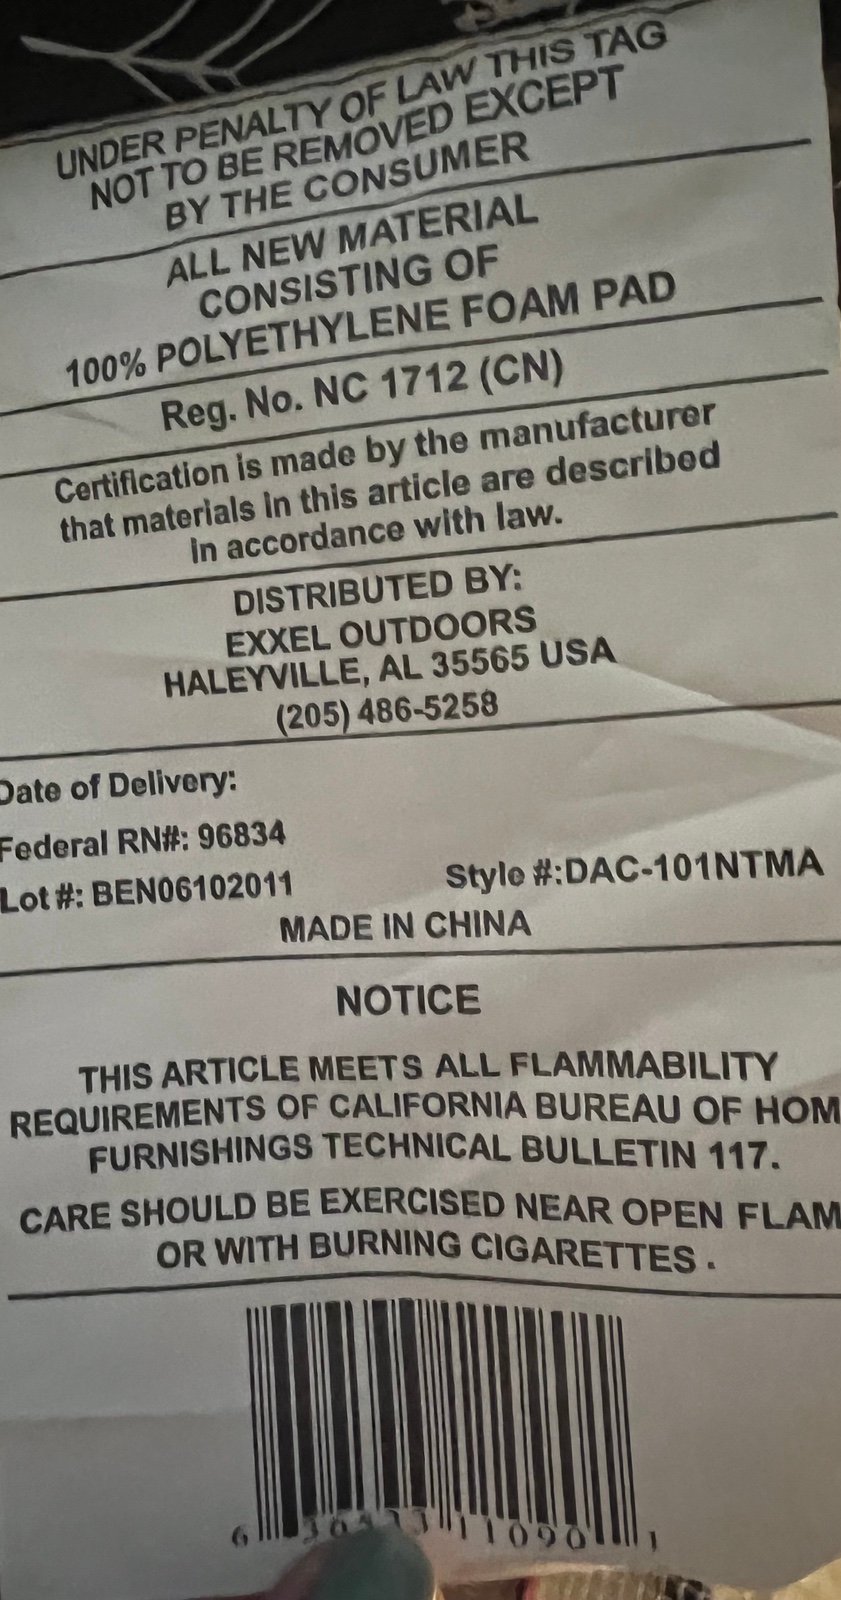 UNDER PENALTY OF LAW THIS TAG
NOT TO BE REMOVED EXCEPT
BY THE CONSUMER
ALL NEW MATERIAL
CONSISTING OF
100% POLYETHYLENE FOAM PAD
Reg. No. NC 1712 (CN)
Certification is made by the manufacturer
that materials in this article are described
in accordance with law.
DISTRIBUTED BY:
EXXEL OUTDOORS
HALEYVILLE, AL 35565 USA
(205) 486-5258
Date of Delivery:
Federal RN#: 96834
Lot #: BEN06102011 Style #:DAC-101NTMA
MADE IN CHINA
NOTICE
THIS ARTICLE MEETS ALL FLAMMABILITY
REQUIREMENTS OF CALIFORNIA BUREAU OF HOM
FURNISHINGS TECHNICAL BULLETIN 117.
CARE SHOULD BE EXERCISED NEAR OPEN FLAM
OR WITH BURNING CIGARETTES .
6 11090 1